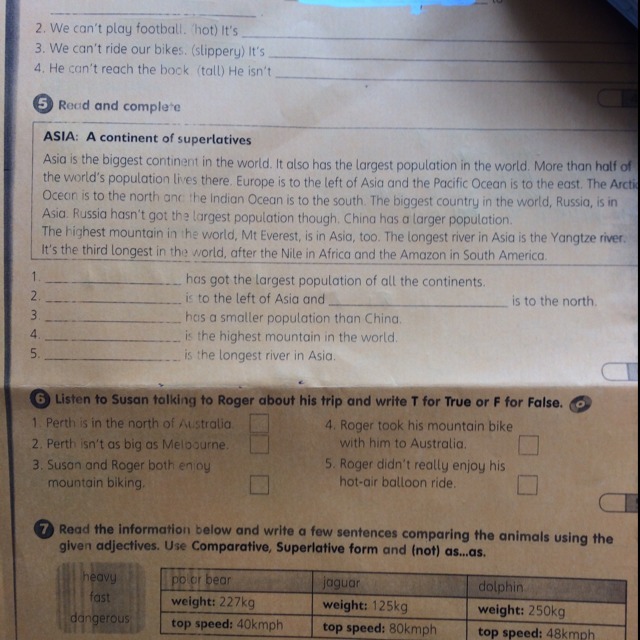 2. We can't play football. (hot) It's
3. We can't ride our bikes. (slippery) It's
4. He can't reach the book. (tall) He isn't
5 Read and complete
ASIA: A continent of superlatives
Asia is the biggest continent in the world. It also has the largest population in the world. More than half of
the world's population lives there. Europe is to the left of Asia and the Pacific Ocean is to the east. The Arctic
Ocean is to the north and the Indian Ocean is to the south. The biggest country in the world, Russia, is in
Asia. Russia hasn't got the largest population though. China has a larger population.
The highest mountain in the world, Mt Everest, is in Asia, too. The longest river in Asia is the Yangtze river.
It's the third longest in the world, after the Nile in Africa and the Amazon in South America.
1. ____________ has got the largest population of all the continents.
2. ____________ is to the left of Asia and ____________ is to the north.
3. ____________ has a smaller population than China.
4. ____________ is the highest mountain in the world.
5. ____________ is the longest river in Asia.
6 Listen to Susan talking to Roger about his trip and write T for True or F for False.
1. Perth is in the north of Australia.
2. Perth isn't as big as Melbourne.
3. Susan and Roger both enjoy
mountain biking.
4. Roger took his mountain bike
with him to Australia.
5. Roger didn't really enjoy his
hot-air balloon ride.
7 Read the information below and write a few sentences comparing the animals using the
given adjectives. Use Comparative, Superlative form and (not) as...as.
heavy
fast
dangerous
polar bear jaguar dolphin
weight: 227kg weight: 125kg weight: 250kg
top speed: 40kmph top speed: 80kmph top speed: 48kmph